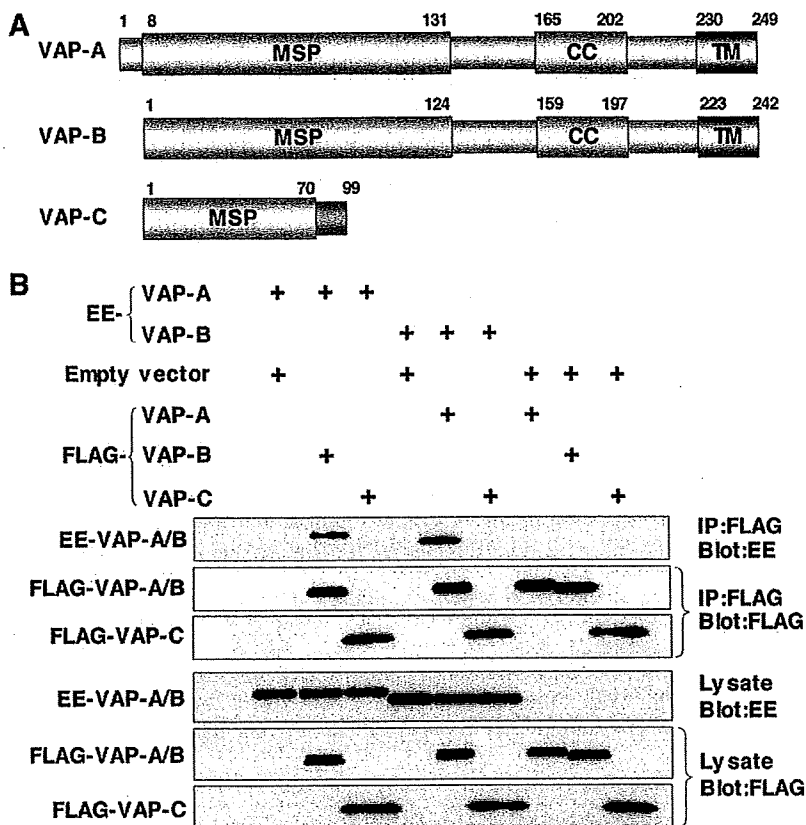 A
1 8 131 165 202 230 249
VAP-A MSP CC TM
1 124 159 197 223 242
VAP-B MSP CC TM
1 70 99
VAP-C MSP
B
EE- VAP-A + + +
VAP-B + + +
Empty vector + + + + +
FLAG- VAP-A + +
VAP-B + +
VAP-C + + +
EE-VAP-A/B IP:FLAG
Blot:EE
FLAG-VAP-A/B IP:FLAG
FLAG-VAP-C Blot:FLAG
EE-VAP-A/B Lysate
Blot:EE
FLAG-VAP-A/B Lysate
FLAG-VAP-C Blot:FLAG